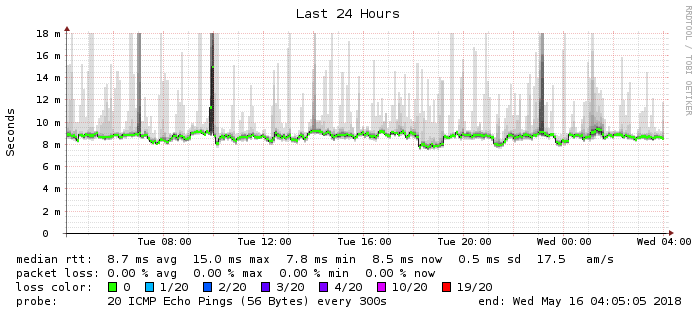 Last 24 Hours
RRDTOOL / TOBI OETIKER
Seconds
18 m
16 m
14 m
12 m
10 m
8 m
6 m
4 m
2 m
0
Tue 08:00 Tue 12:00 Tue 16:00 Tue 20:00 Wed 00:00 Wed 04:00
median rtt: 8.7 ms avg 15.0 ms max 7.8 ms min 8.5 ms now 0.5 ms sd 17.5 am/s
packet loss: 0.00 % avg 0.00 % max 0.00 % min 0.00 % now
loss color: 0 1/20 2/20 3/20 4/20 10/20 19/20
probe: 20 ICMP Echo Pings (56 Bytes) every 300s end: Wed May 16 04:05:05 2018